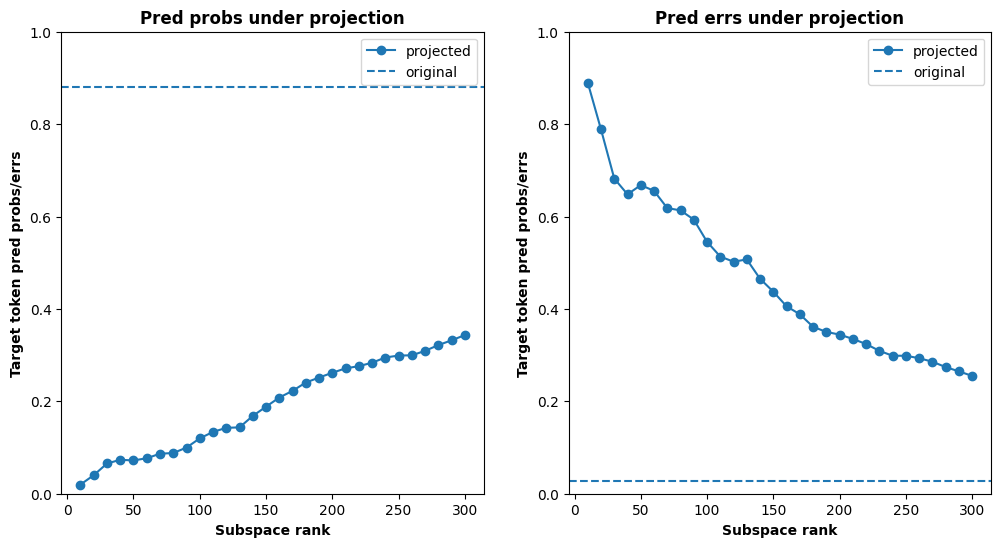 Pred probs under projection
Target token pred probs/errs
1.0
0.8
0.6
0.4
0.2
0.0
projected
original
0 50 100 150 200 250 300
Subspace rank
Pred errs under projection
Target token pred probs/errs
1.0
0.8
0.6
0.4
0.2
0.0
projected
original
0 50 100 150 200 250 300
Subspace rank